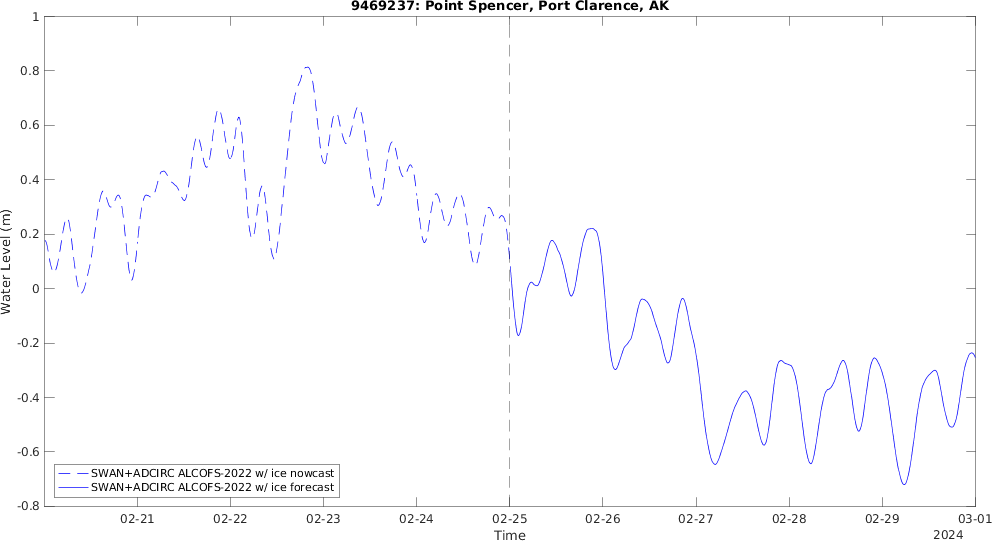 9469237: Point Spencer, Port Clarence, AK
1
0.8
0.6
0.4
0.2
0
-0.2
-0.4
-0.6
-0.8
Water Level (m)
SWAN+ADCIRC ALCOFS-2022 w/ ice nowcast
SWAN+ADCIRC ALCOFS-2022 w/ ice forecast
02-21 02-22 02-23 02-24 02-25 02-26 02-27 02-28 02-29 03-01
Time
2024